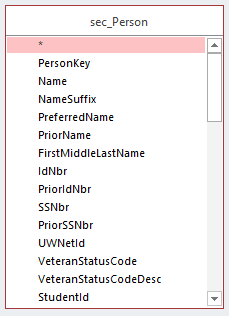 sec_Person
*
PersonKey
Name
NameSuffix
PreferredName
PriorName
FirstMiddleLastName
IdNbr
PriorIdNbr
SSNbr
PriorSSNbr
UWNetId
VeteranStatusCode
VeteranStatusCodeDesc
StudentId